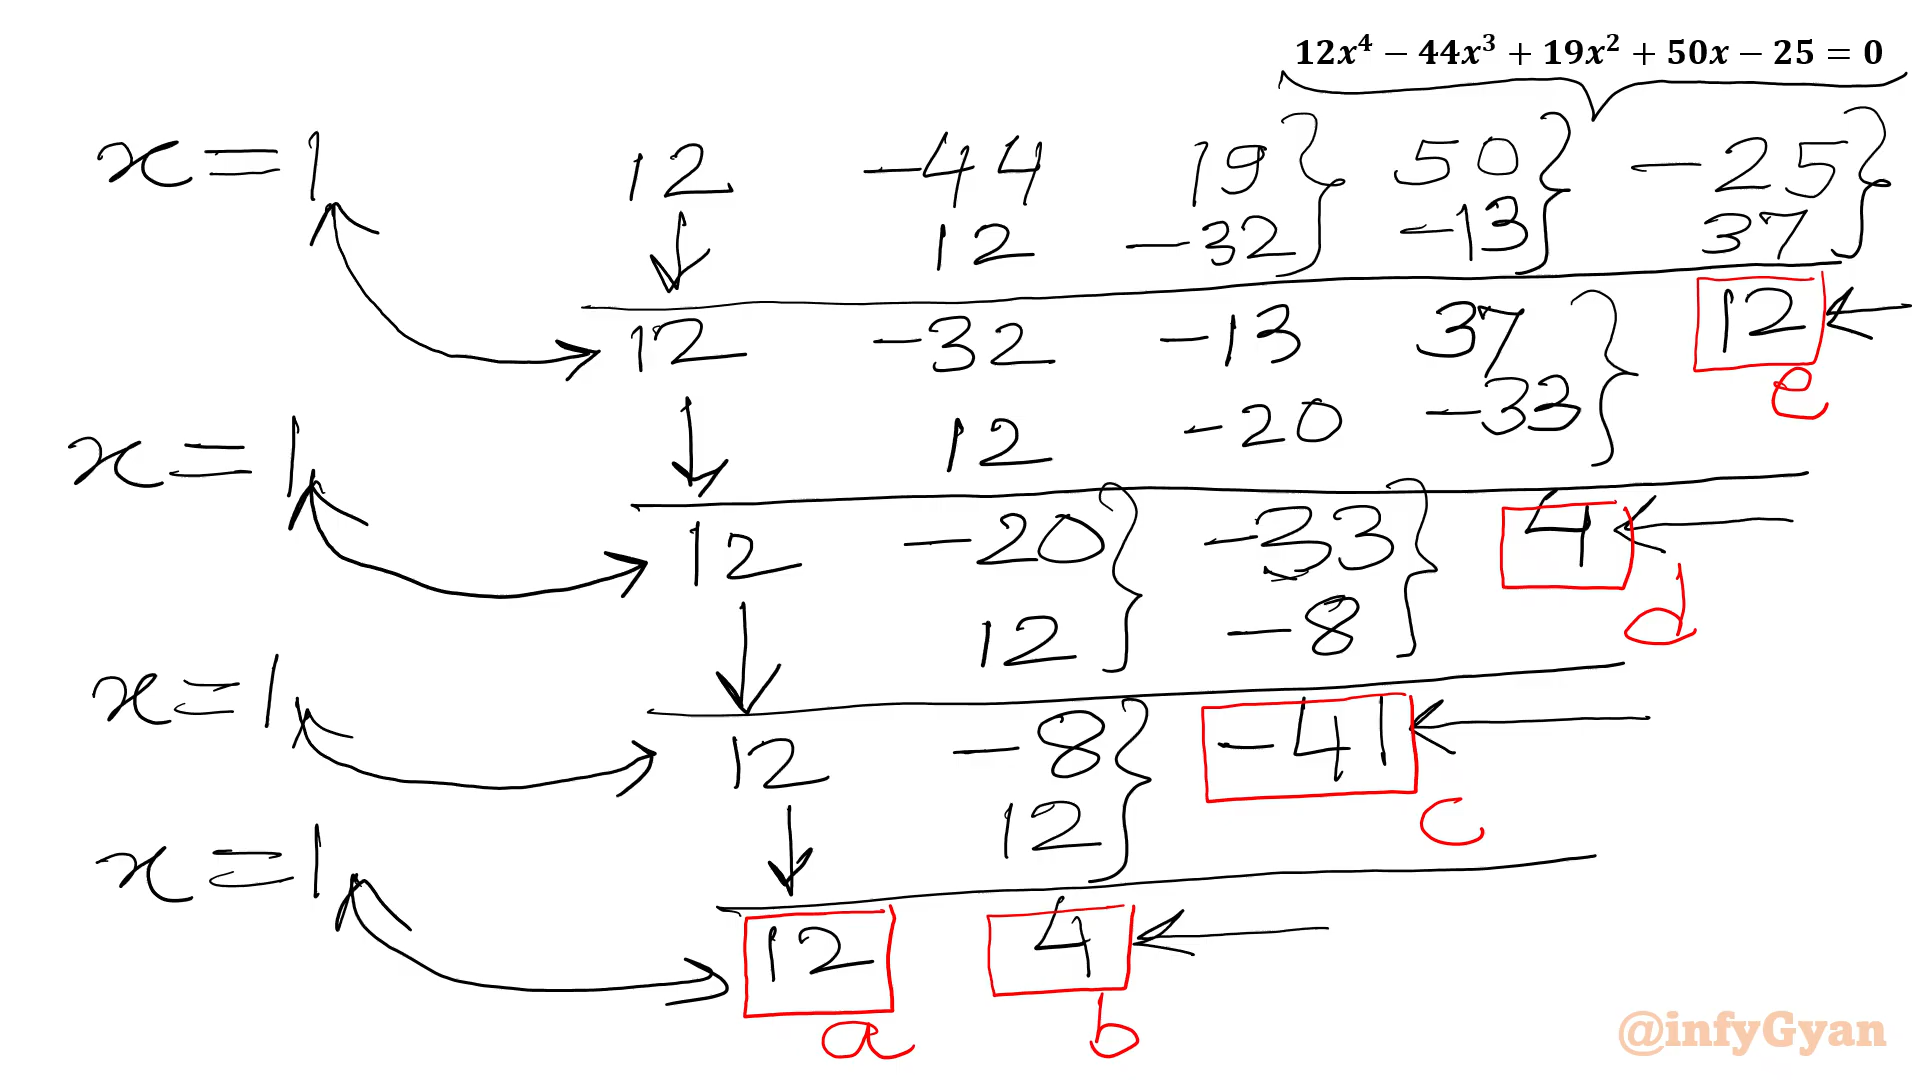 12x⁴ − 44x³ + 19x² + 50x − 25 = 0
x = 1 12 −44 19 50 −25
12 −32 −13 37
12 −32 −13 37 12
e
12 −20 −33
x = 1
12 −20 −33 4
d
12 −8
x = 1
12 −8 −41
c
12
x = 1
12 4
a b
@infyGyan